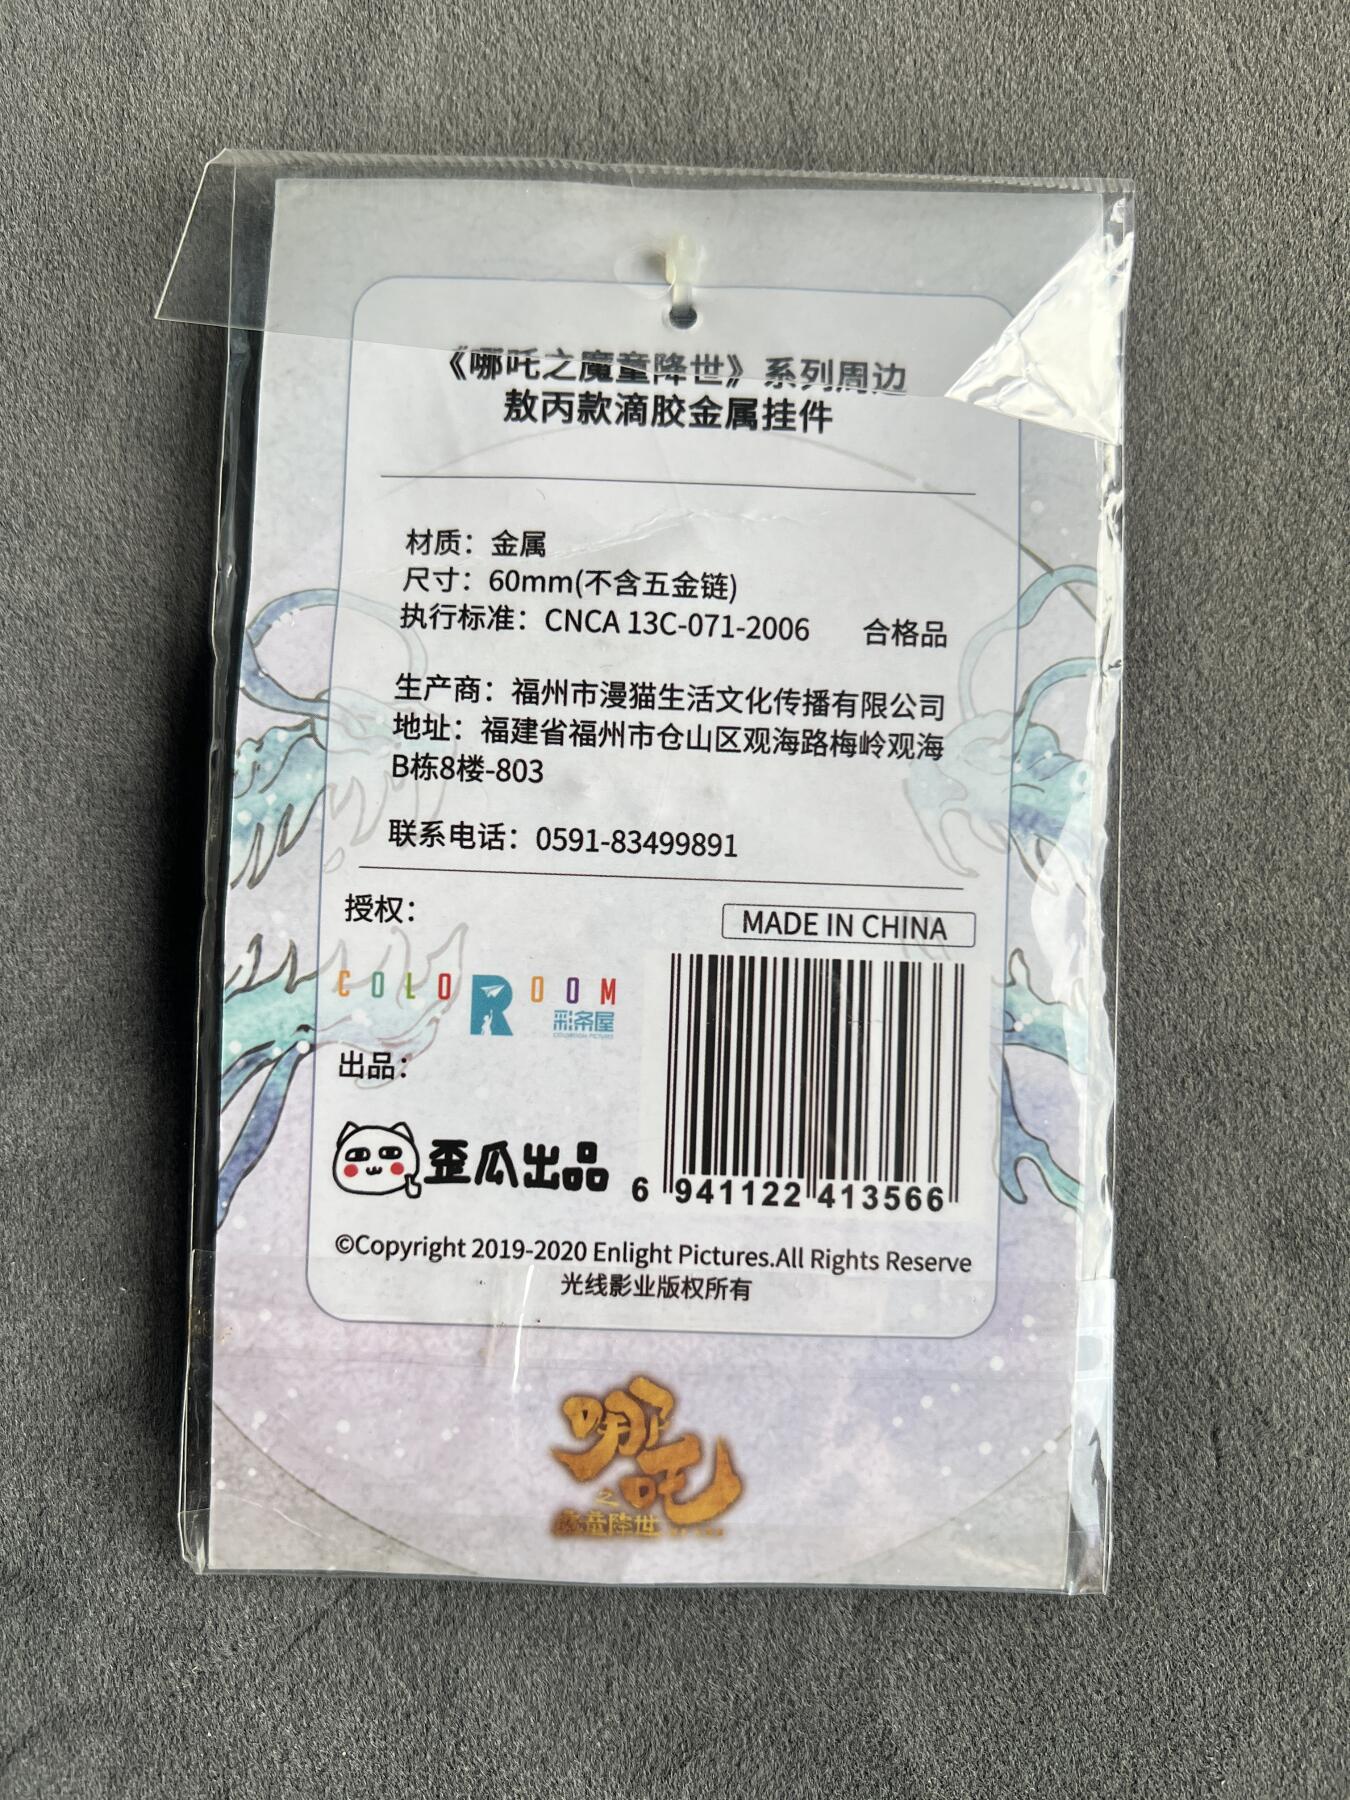 《哪吒之魔童降世》系列周边
敖丙款滴胶金属挂件
材质：金属
尺寸：60mm(不含五金链)
执行标准：CNCA 13C-071-2006 合格品
生产商：福州市漫猫生活文化传播有限公司
地址：福建省福州市仓山区观海路梅岭观海
B栋8楼-803
联系电话：0591-83499891
授权：
MADE IN CHINA
COLOROOM
彩条屋
出品：
歪瓜出品
6 941122 413566
©Copyright 2019-2020 Enlight Pictures.All Rights Reserve
光线影业版权所有
哪吒
之
魔童降世